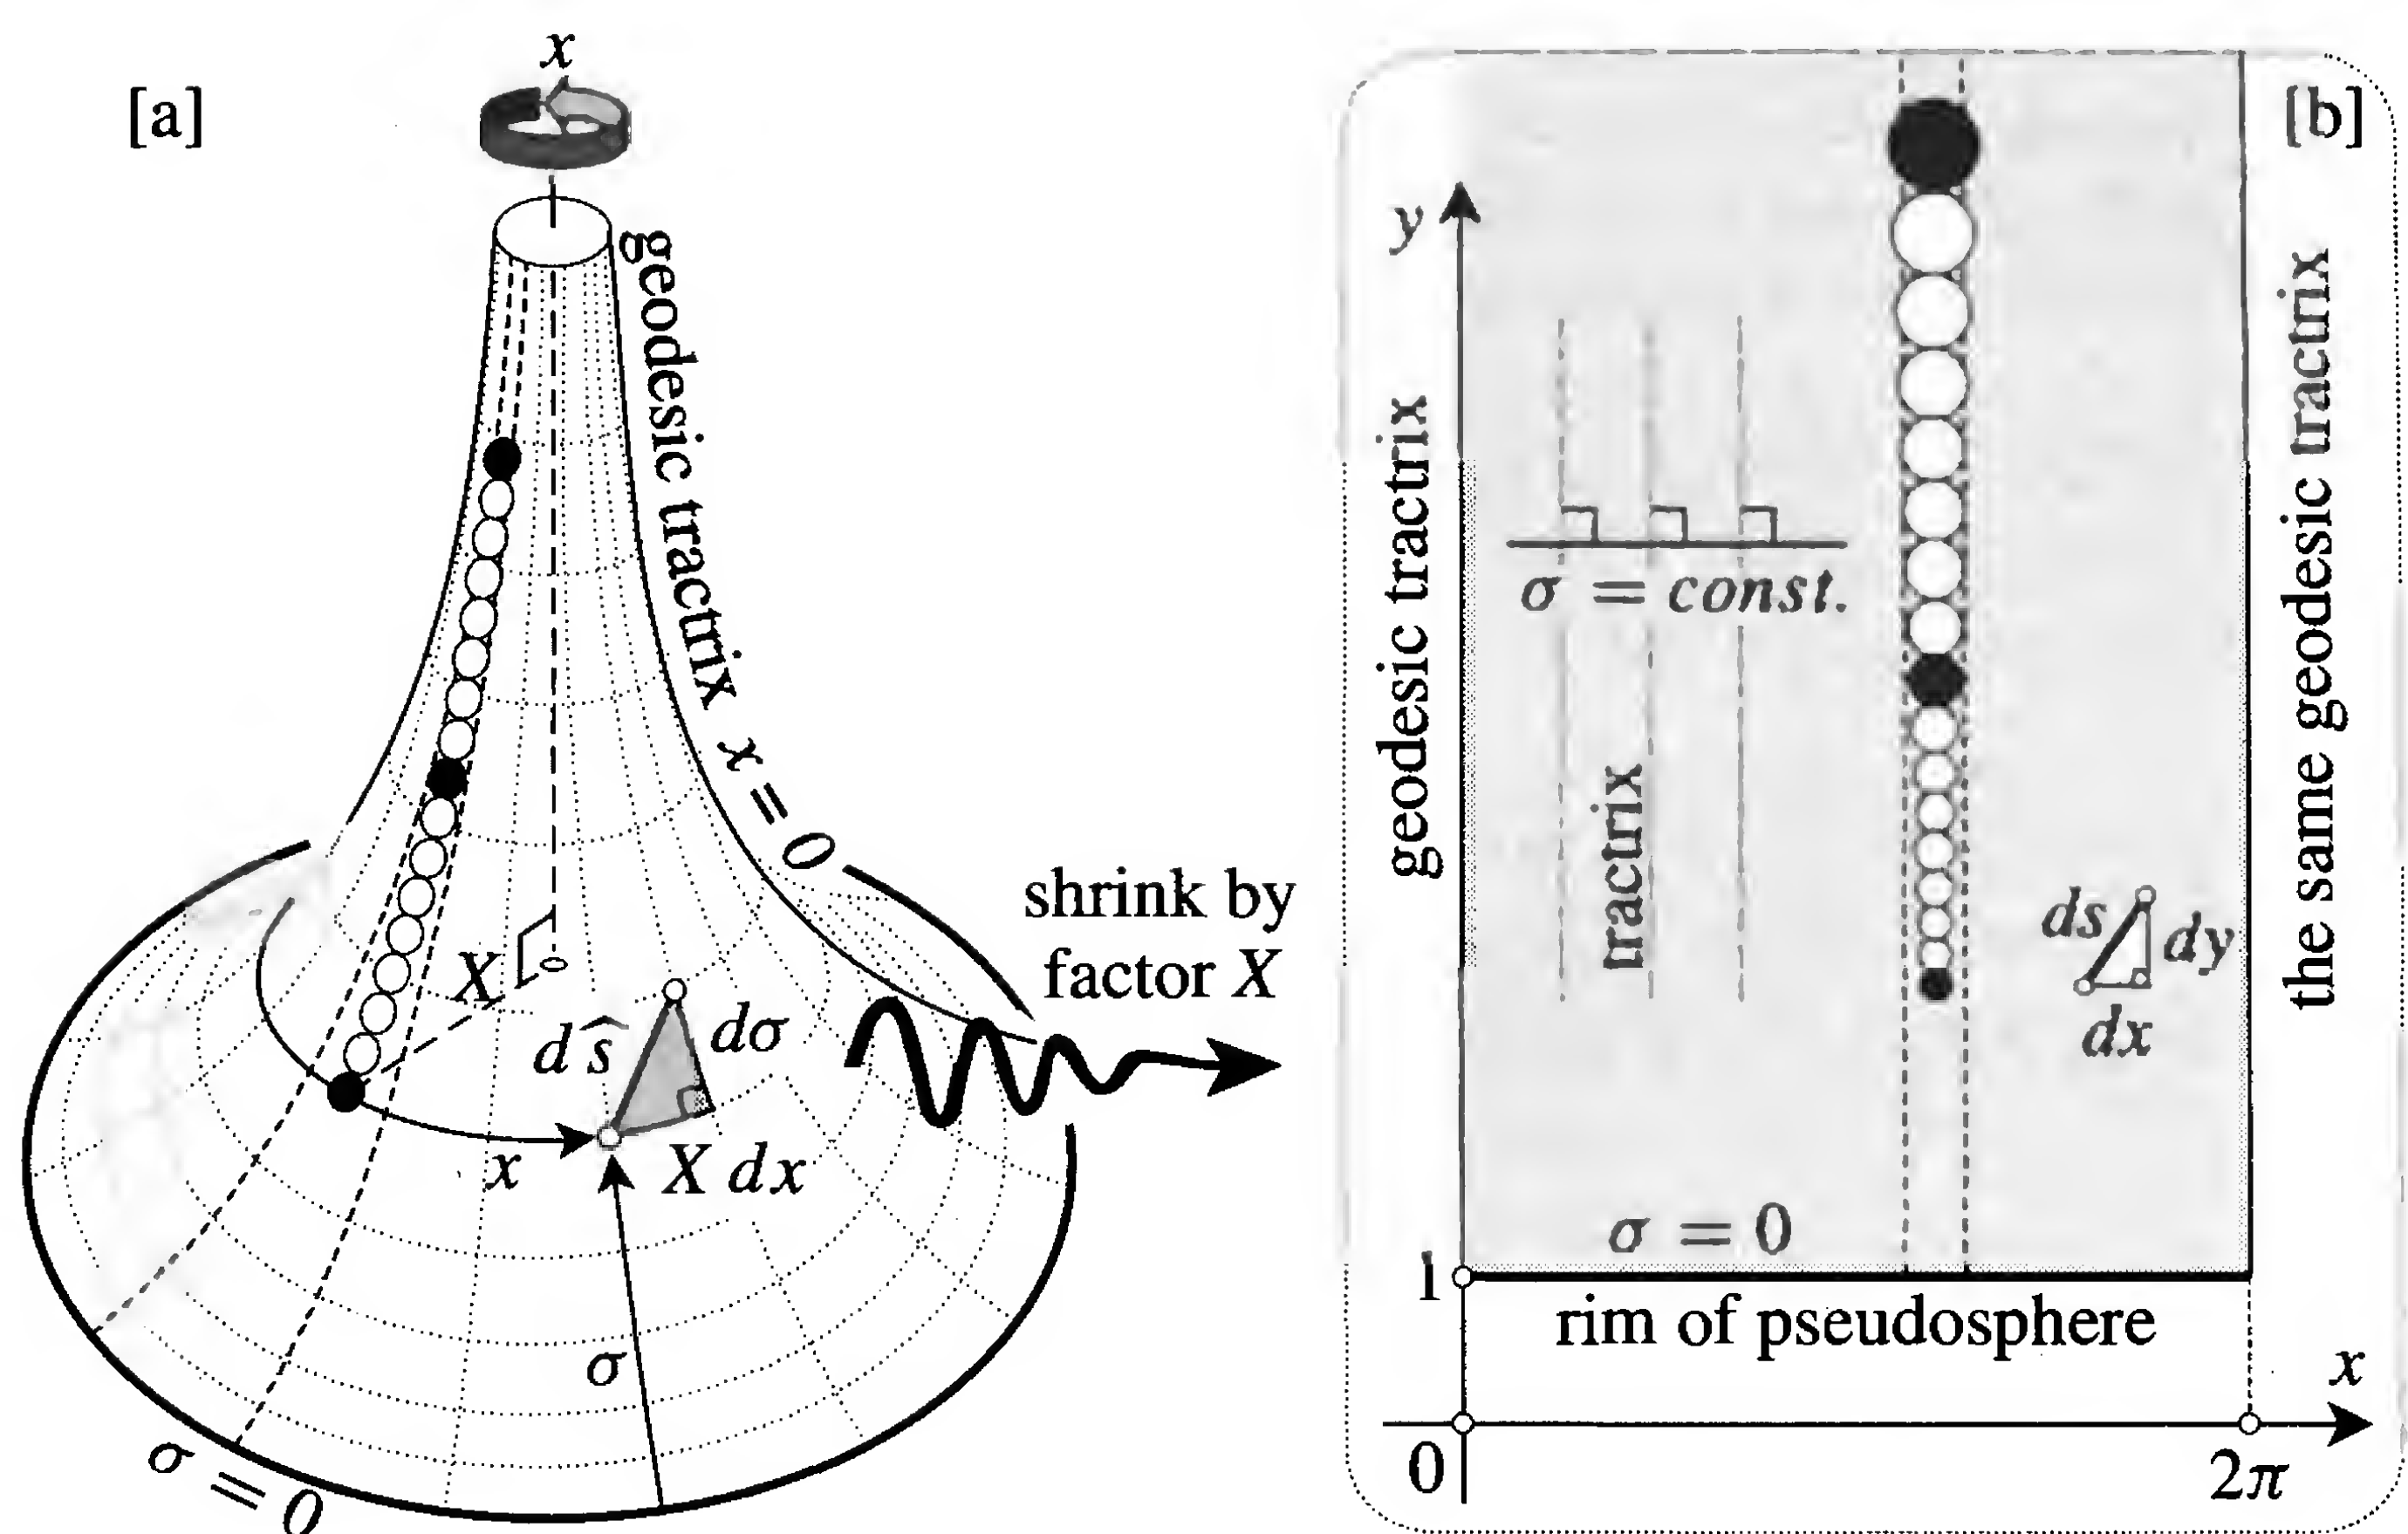 [a]
x
geodesic tractrix x = 0
X
dŝ
dσ
x
X dx
σ
σ = 0
shrink by
factor X
[b]
y
geodesic tractrix
σ = const.
tractrix
ds
dy
dx
the same geodesic tractrix
σ = 0
1
rim of pseudosphere
x
0
2π